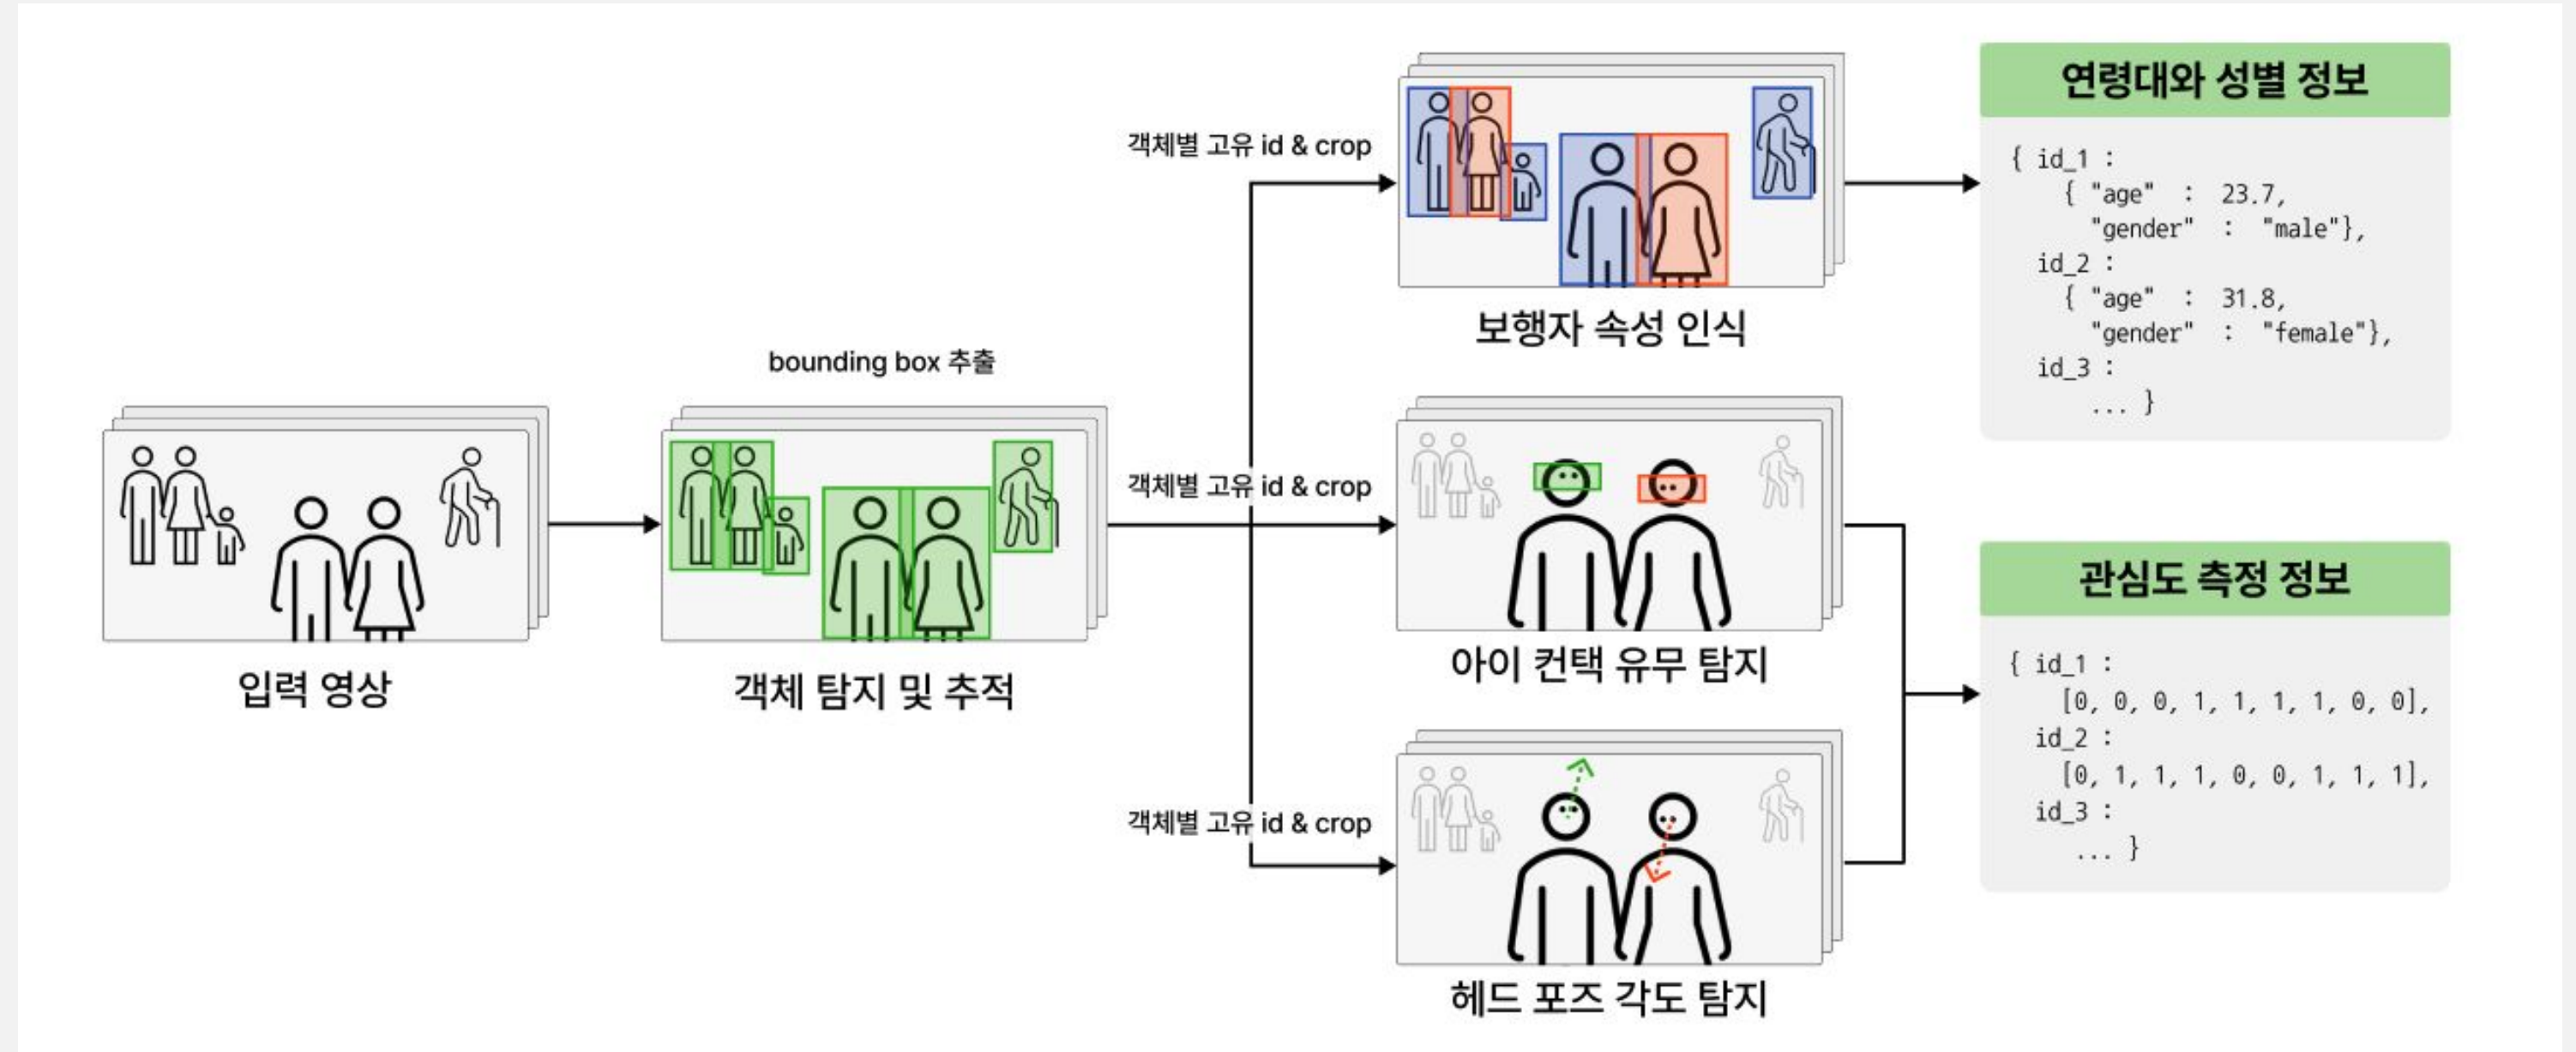 입력 영상
bounding box 추출
객체 탐지 및 추적
객체별 고유 id & crop
보행자 속성 인식
객체별 고유 id & crop
아이 컨택 유무 탐지
객체별 고유 id & crop
헤드 포즈 각도 탐지
연령대와 성별 정보
{ id_1 :
{ "age" : 23.7,
"gender" : "male"},
id_2 :
{ "age" : 31.8,
"gender" : "female"},
id_3 :
... }
관심도 측정 정보
{ id_1 :
[0, 0, 0, 1, 1, 1, 1, 0, 0],
id_2 :
[0, 1, 1, 1, 0, 0, 1, 1, 1],
id_3 :
... }